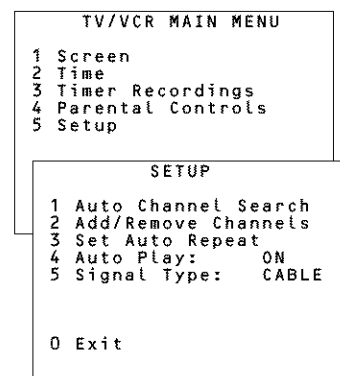 TV/VCR MAIN MENU
1 Screen
2 Time
3 Timer Recordings
4 Parental Controls
5 Setup
SETUP
1 Auto Channel Search
2 Add/Remove Channels
3 Set Auto Repeat
4 Auto Play: ON
5 Signal Type: CABLE
0 Exit